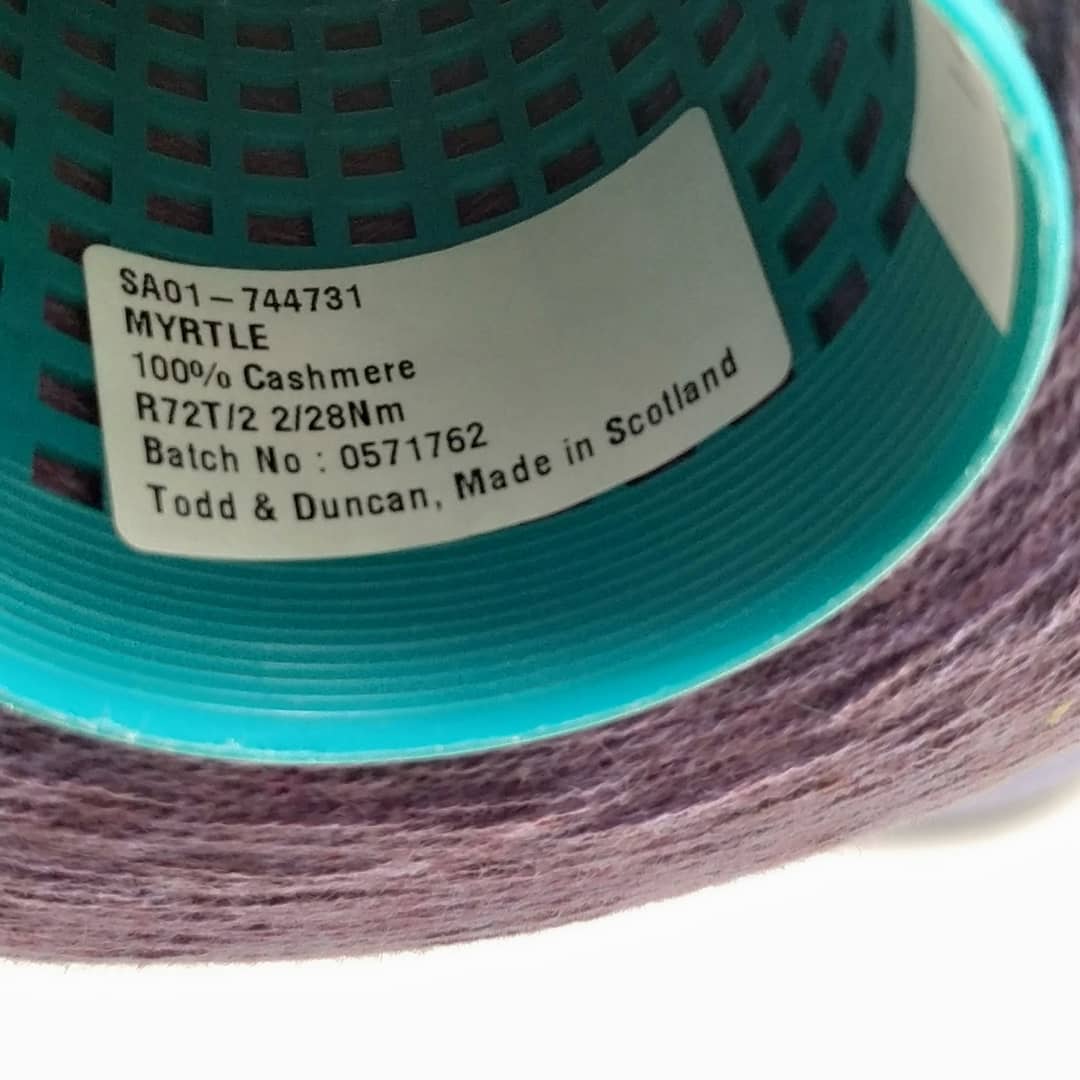 SA01-744731
MYRTLE
100% Cashmere
R72T/2 2/28Nm
Batch No : 0571762
Todd & Duncan, Made in Scotland